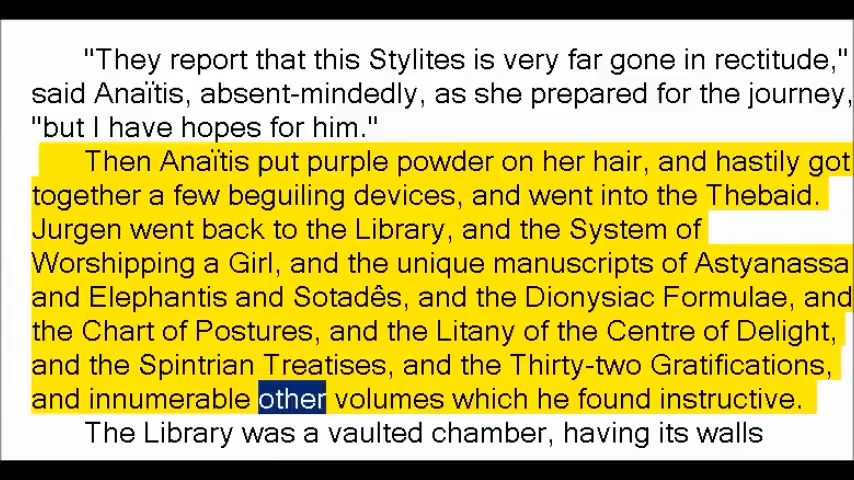 "They report that this Stylites is very far gone in rectitude,"
said Anaïtis, absent-mindedly, as she prepared for the journey,
"but I have hopes for him."
Then Anaïtis put purple powder on her hair, and hastily got
together a few beguiling devices, and went into the Thebaid.
Jurgen went back to the Library, and the System of
Worshipping a Girl, and the unique manuscripts of Astyanassa
and Elephantis and Sotadês, and the Dionysiac Formulae, and
the Chart of Postures, and the Litany of the Centre of Delight,
and the Spintrian Treatises, and the Thirty-two Gratifications,
and innumerable other volumes which he found instructive.
The Library was a vaulted chamber, having its walls